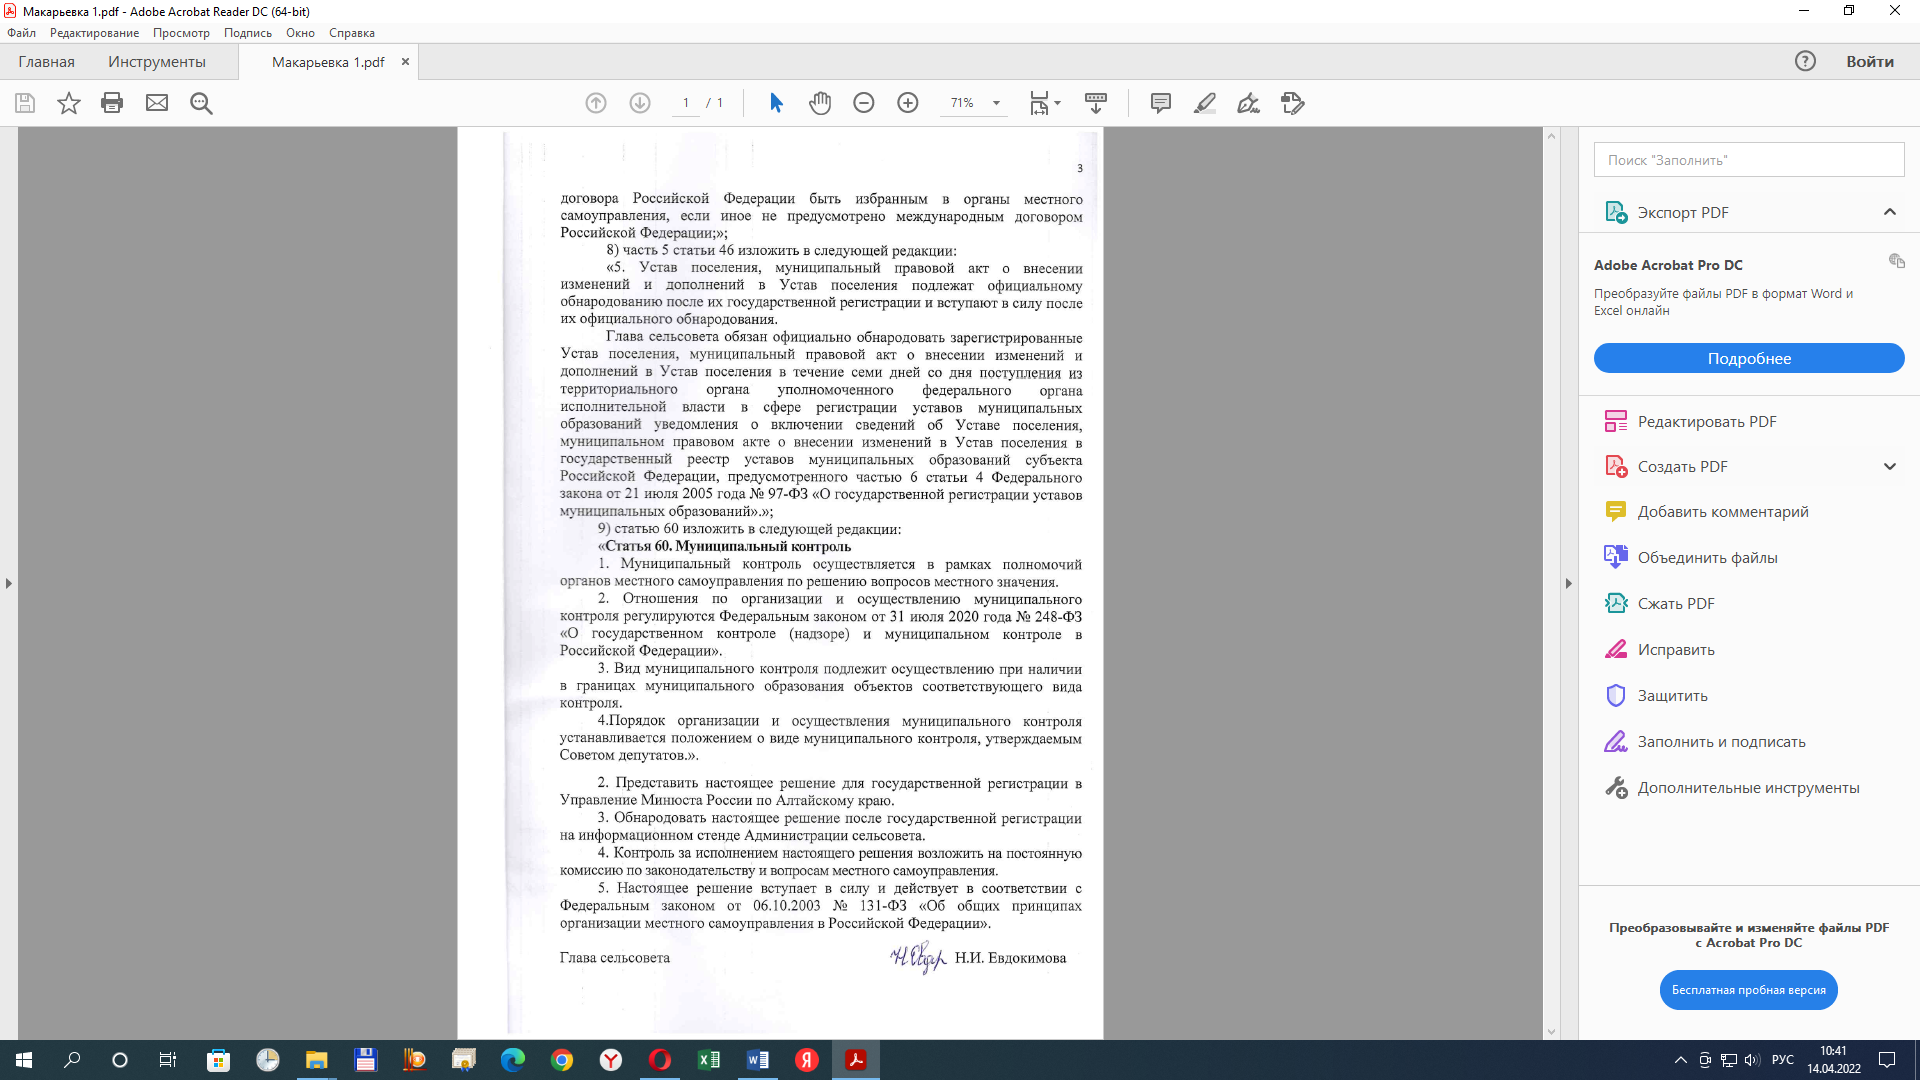 Макарьевка 1.pdf - Adobe Acrobat Reader DC (64-bit)
Файл Редактирование Просмотр Подпись Окно Справка
Главная Инструменты Макарьевка 1.pdf × ? Войти
1 / 1 71%
3
договора Российской Федерации быть избранным в органы местного
самоуправления, если иное не предусмотрено международным договором
Российской Федерации;»;
8) часть 5 статьи 46 изложить в следующей редакции:
«5. Устав поселения, муниципальный правовой акт о внесении
изменений и дополнений в Устав поселения подлежат официальному
обнародованию после их государственной регистрации и вступают в силу после
их официального обнародования.
Глава сельсовета обязан официально обнародовать зарегистрированные
Устав поселения, муниципальный правовой акт о внесении изменений и
дополнений в Устав поселения в течение семи дней со дня поступления из
территориального органа уполномоченного федерального органа
исполнительной власти в сфере регистрации уставов муниципальных
образований уведомления о включении сведений об Уставе поселения,
муниципальном правовом акте о внесении изменений в Устав поселения в
государственный реестр уставов муниципальных образований субъекта
Российской Федерации, предусмотренного частью 6 статьи 4 Федерального
закона от 21 июля 2005 года № 97-ФЗ «О государственной регистрации уставов
муниципальных образований».»;
9) статью 60 изложить в следующей редакции:
«Статья 60. Муниципальный контроль
1. Муниципальный контроль осуществляется в рамках полномочий
органов местного самоуправления по решению вопросов местного значения.
2. Отношения по организации и осуществлению муниципального
контроля регулируются Федеральным законом от 31 июля 2020 года № 248-ФЗ
«О государственном контроле (надзоре) и муниципальном контроле в
Российской Федерации».
3. Вид муниципального контроля подлежит осуществлению при наличии
в границах муниципального образования объектов соответствующего вида
контроля.
4.Порядок организации и осуществления муниципального контроля
устанавливается положением о виде муниципального контроля, утверждаемым
Советом депутатов.».
2. Представить настоящее решение для государственной регистрации в
Управление Минюста России по Алтайскому краю.
3. Обнародовать настоящее решение после государственной регистрации
на информационном стенде Администрации сельсовета.
4. Контроль за исполнением настоящего решения возложить на постоянную
комиссию по законодательству и вопросам местного самоуправления.
5. Настоящее решение вступает в силу и действует в соответствии с
Федеральным законом от 06.10.2003 № 131-ФЗ «Об общих принципах
организации местного самоуправления в Российской Федерации».
Глава сельсовета Н.И. Евдокимова
Поиск "Заполнить"
Экспорт PDF
Adobe Acrobat Pro DC
Преобразуйте файлы PDF в формат Word и
Excel онлайн
Подробнее
Редактировать PDF
Создать PDF
Добавить комментарий
Объединить файлы
Сжать PDF
Исправить
Защитить
Заполнить и подписать
Дополнительные инструменты
Преобразовывайте и изменяйте файлы PDF
с Acrobat Pro DC
Бесплатная пробная версия
РУС 10:41
14.04.2022